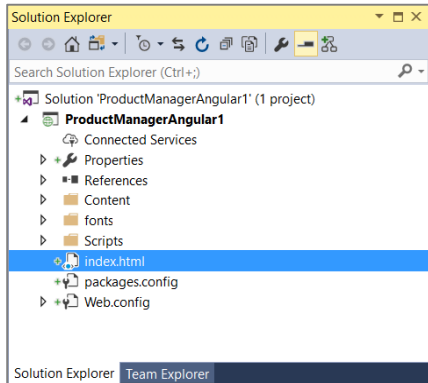 Solution Explorer
Search Solution Explorer (Ctrl+;)
Solution 'ProductManagerAngular1' (1 project)
ProductManagerAngular1
Connected Services
Properties
References
Content
fonts
Scripts
index.html
packages.config
Web.config
Solution Explorer Team Explorer